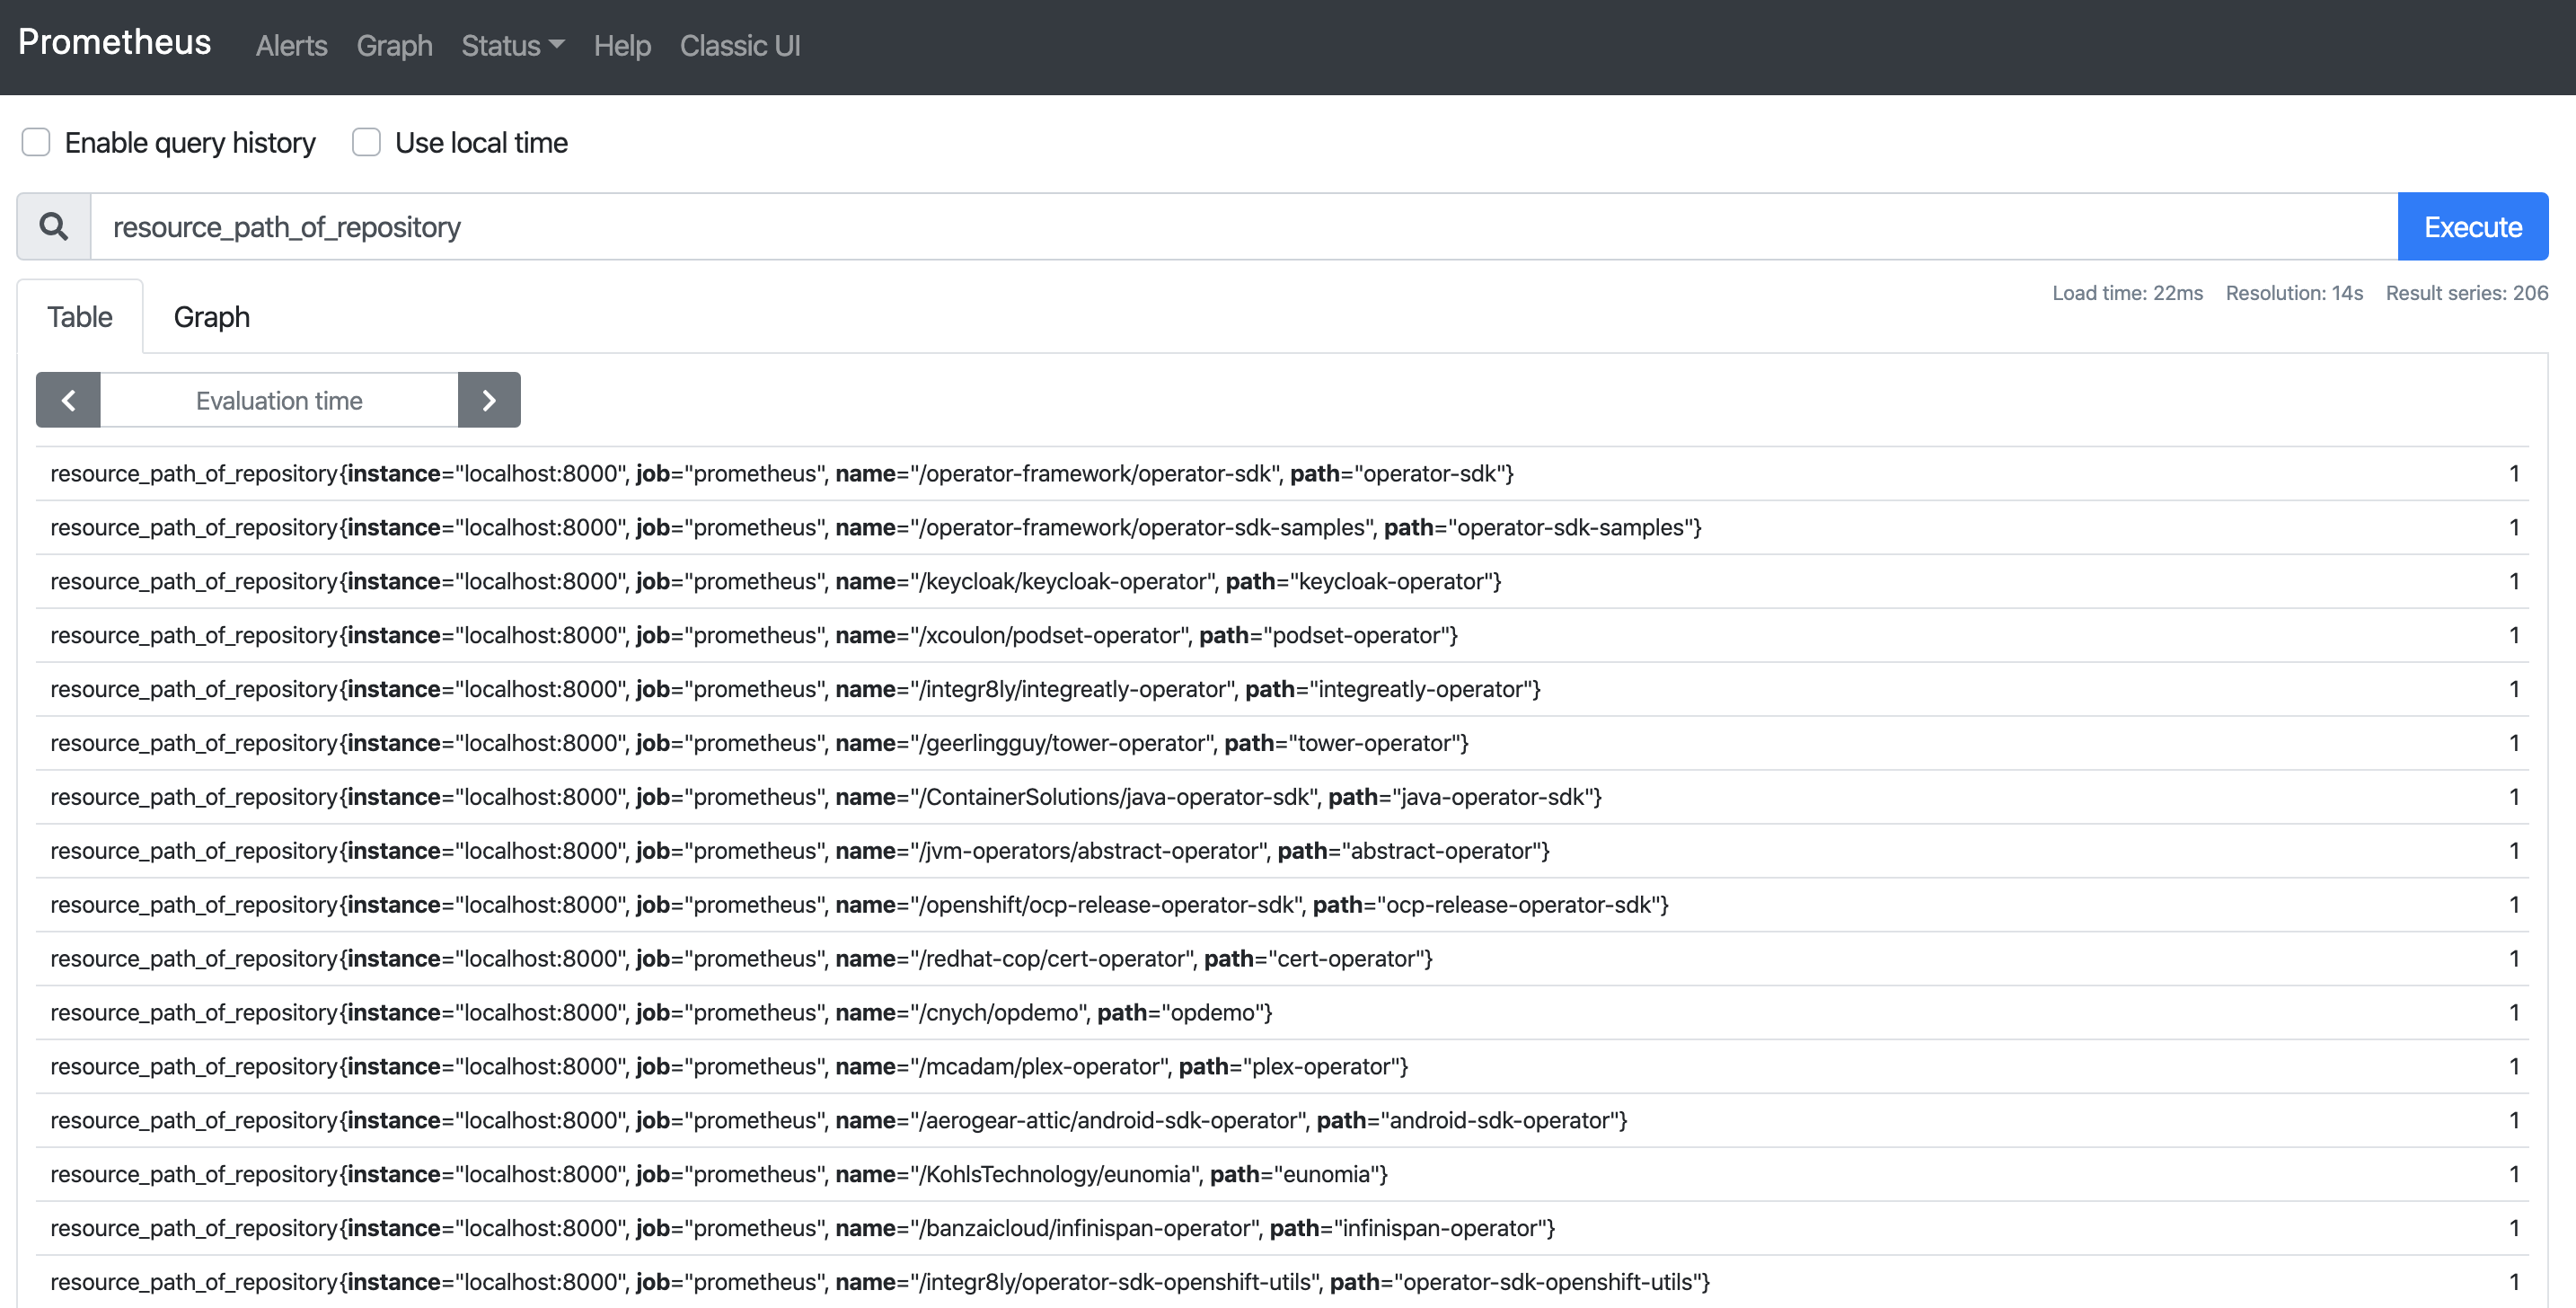 Prometheus Alerts Graph Status Help Classic UI
Enable query history Use local time
resource_path_of_repository Execute
Table Graph Load time: 22ms Resolution: 14s Result series: 206
Evaluation time
resource_path_of_repository{instance="localhost:8000", job="prometheus", name="/operator-framework/operator-sdk", path="operator-sdk"} 1
resource_path_of_repository{instance="localhost:8000", job="prometheus", name="/operator-framework/operator-sdk-samples", path="operator-sdk-samples"} 1
resource_path_of_repository{instance="localhost:8000", job="prometheus", name="/keycloak/keycloak-operator", path="keycloak-operator"} 1
resource_path_of_repository{instance="localhost:8000", job="prometheus", name="/xcoulon/podset-operator", path="podset-operator"} 1
resource_path_of_repository{instance="localhost:8000", job="prometheus", name="/integr8ly/integreatly-operator", path="integreatly-operator"} 1
resource_path_of_repository{instance="localhost:8000", job="prometheus", name="/geerlingguy/tower-operator", path="tower-operator"} 1
resource_path_of_repository{instance="localhost:8000", job="prometheus", name="/ContainerSolutions/java-operator-sdk", path="java-operator-sdk"} 1
resource_path_of_repository{instance="localhost:8000", job="prometheus", name="/jvm-operators/abstract-operator", path="abstract-operator"} 1
resource_path_of_repository{instance="localhost:8000", job="prometheus", name="/openshift/ocp-release-operator-sdk", path="ocp-release-operator-sdk"} 1
resource_path_of_repository{instance="localhost:8000", job="prometheus", name="/redhat-cop/cert-operator", path="cert-operator"} 1
resource_path_of_repository{instance="localhost:8000", job="prometheus", name="/cnych/opdemo", path="opdemo"} 1
resource_path_of_repository{instance="localhost:8000", job="prometheus", name="/mcadam/plex-operator", path="plex-operator"} 1
resource_path_of_repository{instance="localhost:8000", job="prometheus", name="/aerogear-attic/android-sdk-operator", path="android-sdk-operator"} 1
resource_path_of_repository{instance="localhost:8000", job="prometheus", name="/KohlsTechnology/eunomia", path="eunomia"} 1
resource_path_of_repository{instance="localhost:8000", job="prometheus", name="/banzaicloud/infinispan-operator", path="infinispan-operator"} 1
resource_path_of_repository{instance="localhost:8000", job="prometheus", name="/integr8ly/operator-sdk-openshift-utils", path="operator-sdk-openshift-utils"} 1